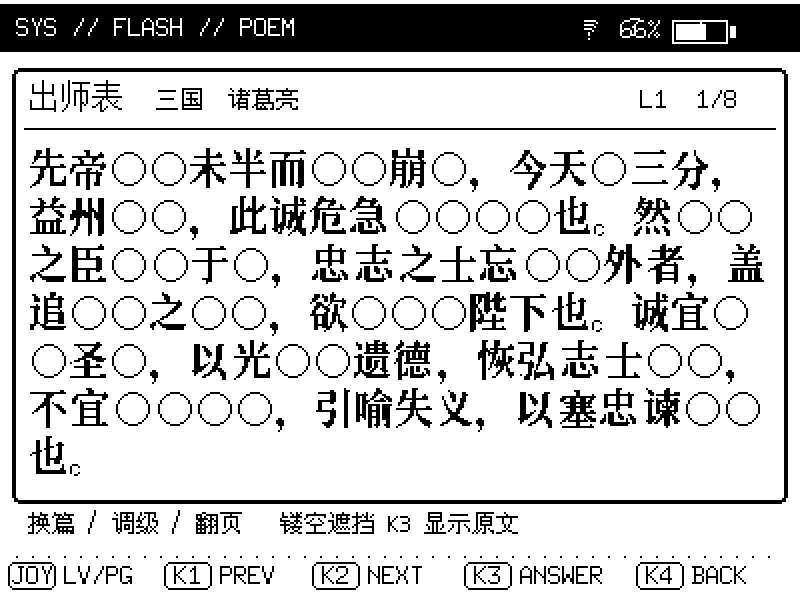 SYS // FLASH // POEM 66%
出师表 三国 诸葛亮 L1 1/8
先帝○○未半而○○崩○，今天○三分，
益州○○，此诚危急○○○○也。然○○
之臣○○于○，忠志之士忘○○外者，盖
追○○之○○，欲○○○陛下也。诚宜○
○圣○，以光○○遗德，恢弘志士○○，
不宜○○○○，引喻失义，以塞忠谏○○
也。
换篇 / 调级 / 翻页 镂空遮挡 K3 显示原文
JOY LV/PG K1 PREV K2 NEXT K3 ANSWER K4 BACK